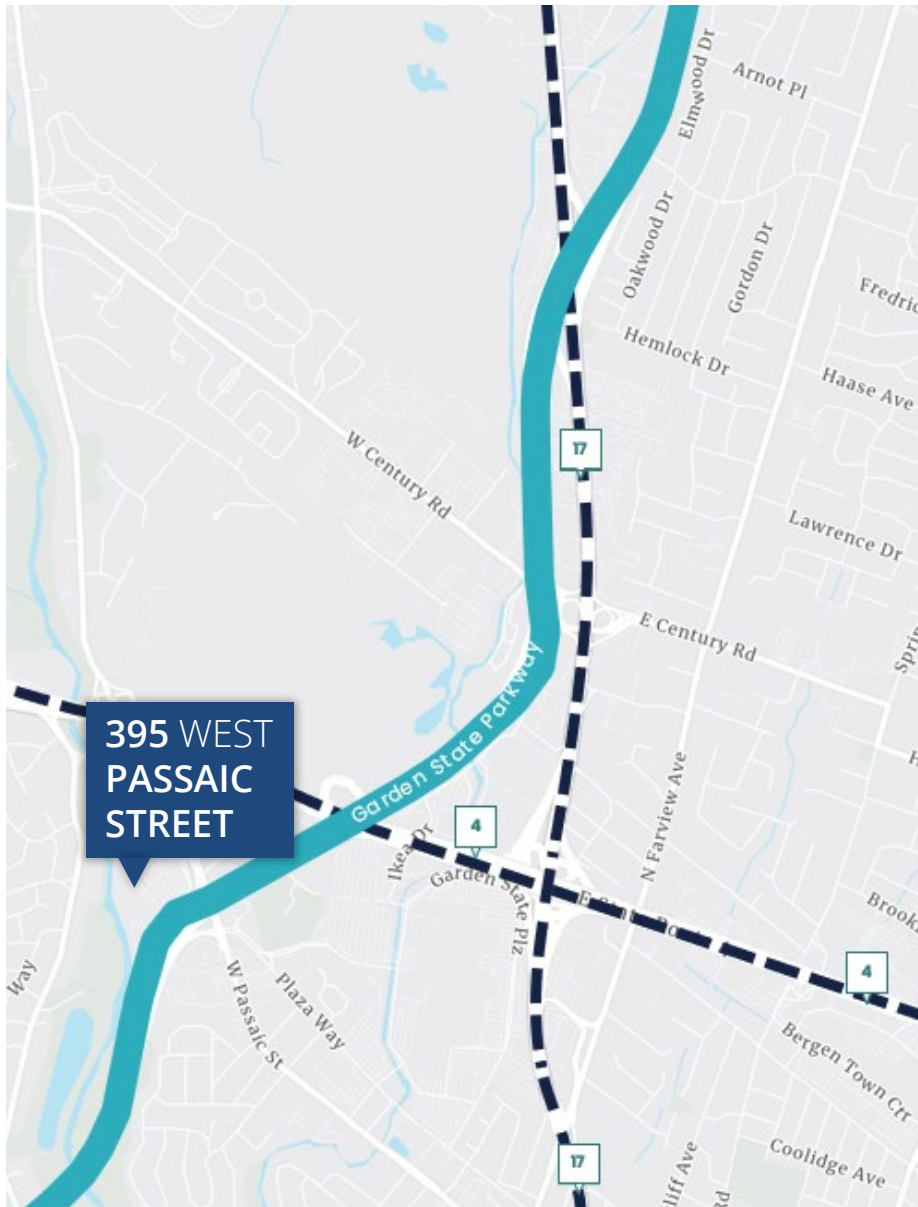 Arnot Pl
Elmwood Dr
Oakwood Dr
Gordon Dr
Hemlock Dr
Haase Ave
17
W Century Rd
Lawrence Dr
E Century Rd
395 WEST
PASSAIC
STREET
Garden State Parkway
N Farview Ave
4
Ikea Dr
Garden State Plz
4
Way
W Passaic St
Plaza Way
Bergen Town Ctr
17
Coolidge Ave